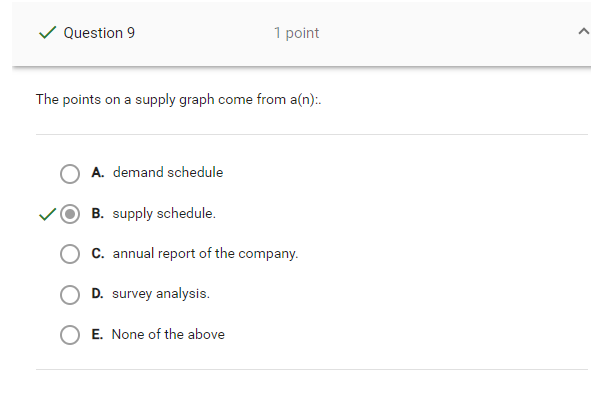 Question 9 1 point
The points on a supply graph come from a(n):.
A. demand schedule
B. supply schedule.
C. annual report of the company.
D. survey analysis.
E. None of the above